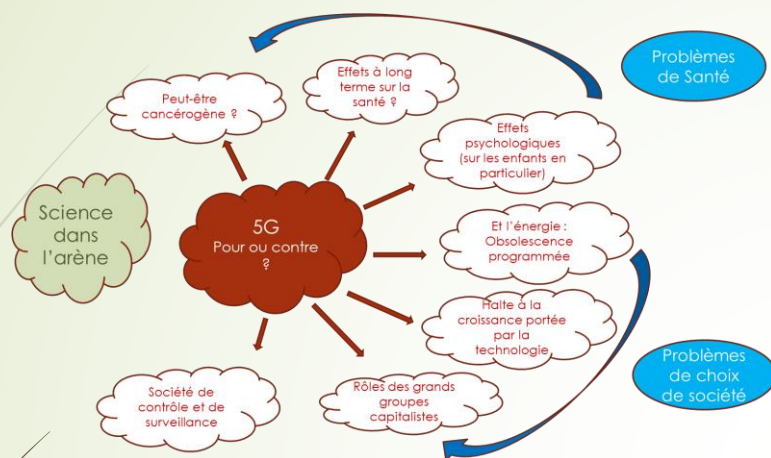 Problèmes
de Santé
Peut-être
cancérogène ?
Effets à long
terme sur la
santé ?
Effets
psychologiques
(sur les enfants en
particulier)
Science
dans
l’arène
5G
Pour ou contre
?
Et l’énergie :
Obsolescence
programmée
Halte à la
croissance portée
par la
technologie
Problèmes
de choix
de société
Société de
contrôle et de
surveillance
Rôles des grands
groupes
capitalistes